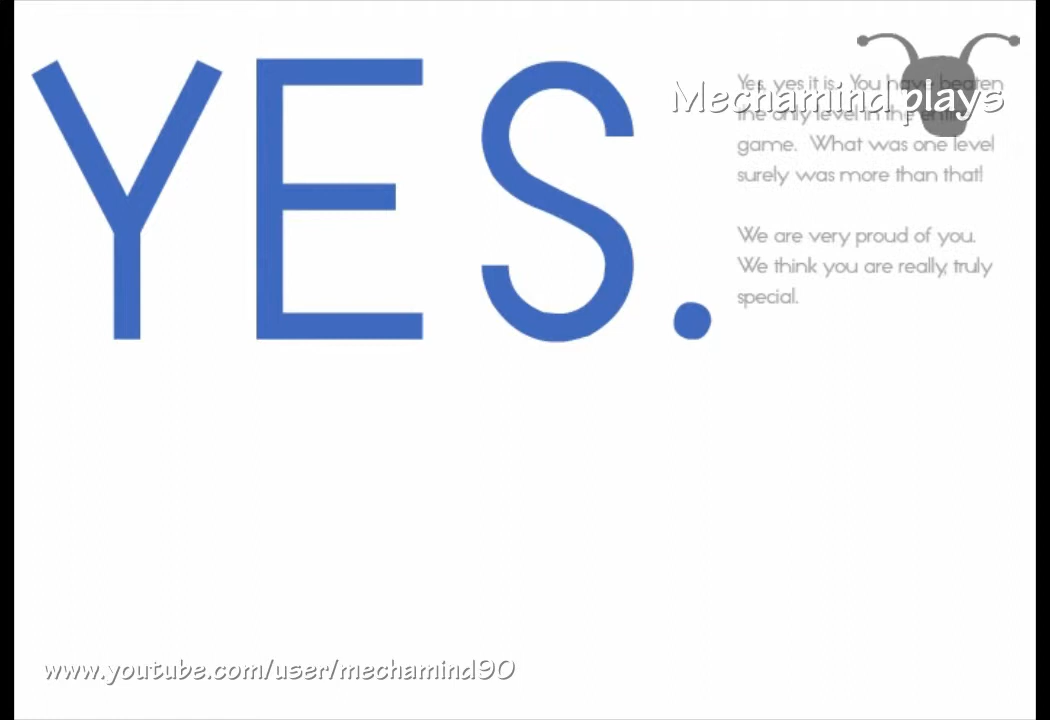 YES.
Yes, yes it is. You have beaten
the only level in the entire
game. What was one level
surely was more than that!
We are very proud of you.
We think you are really, truly
special.
Mechamind plays
www.youtube.com/user/mechamind90